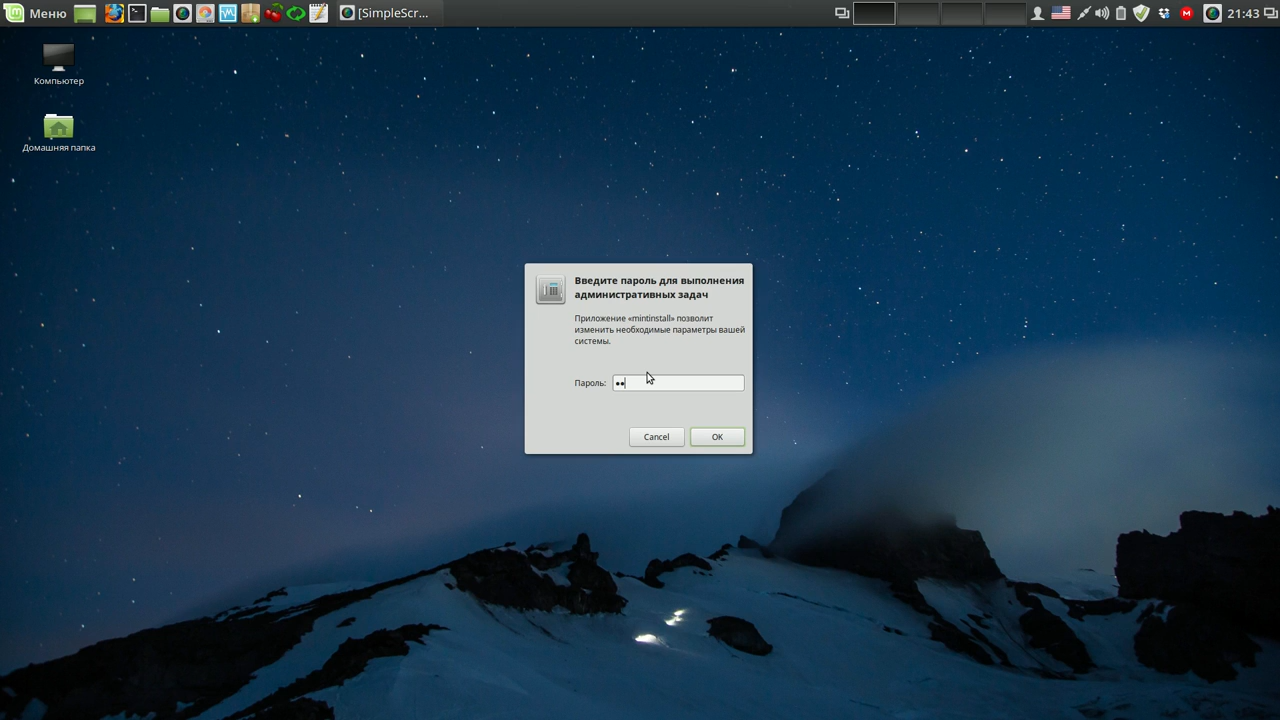 Меню
[SimpleScr...
21:43
Компьютер
Домашняя папка
Введите пароль для выполнения
административных задач
Приложение «mintinstall» позволит
изменить необходимые параметры вашей
системы.
Пароль: ••
Cancel
OK